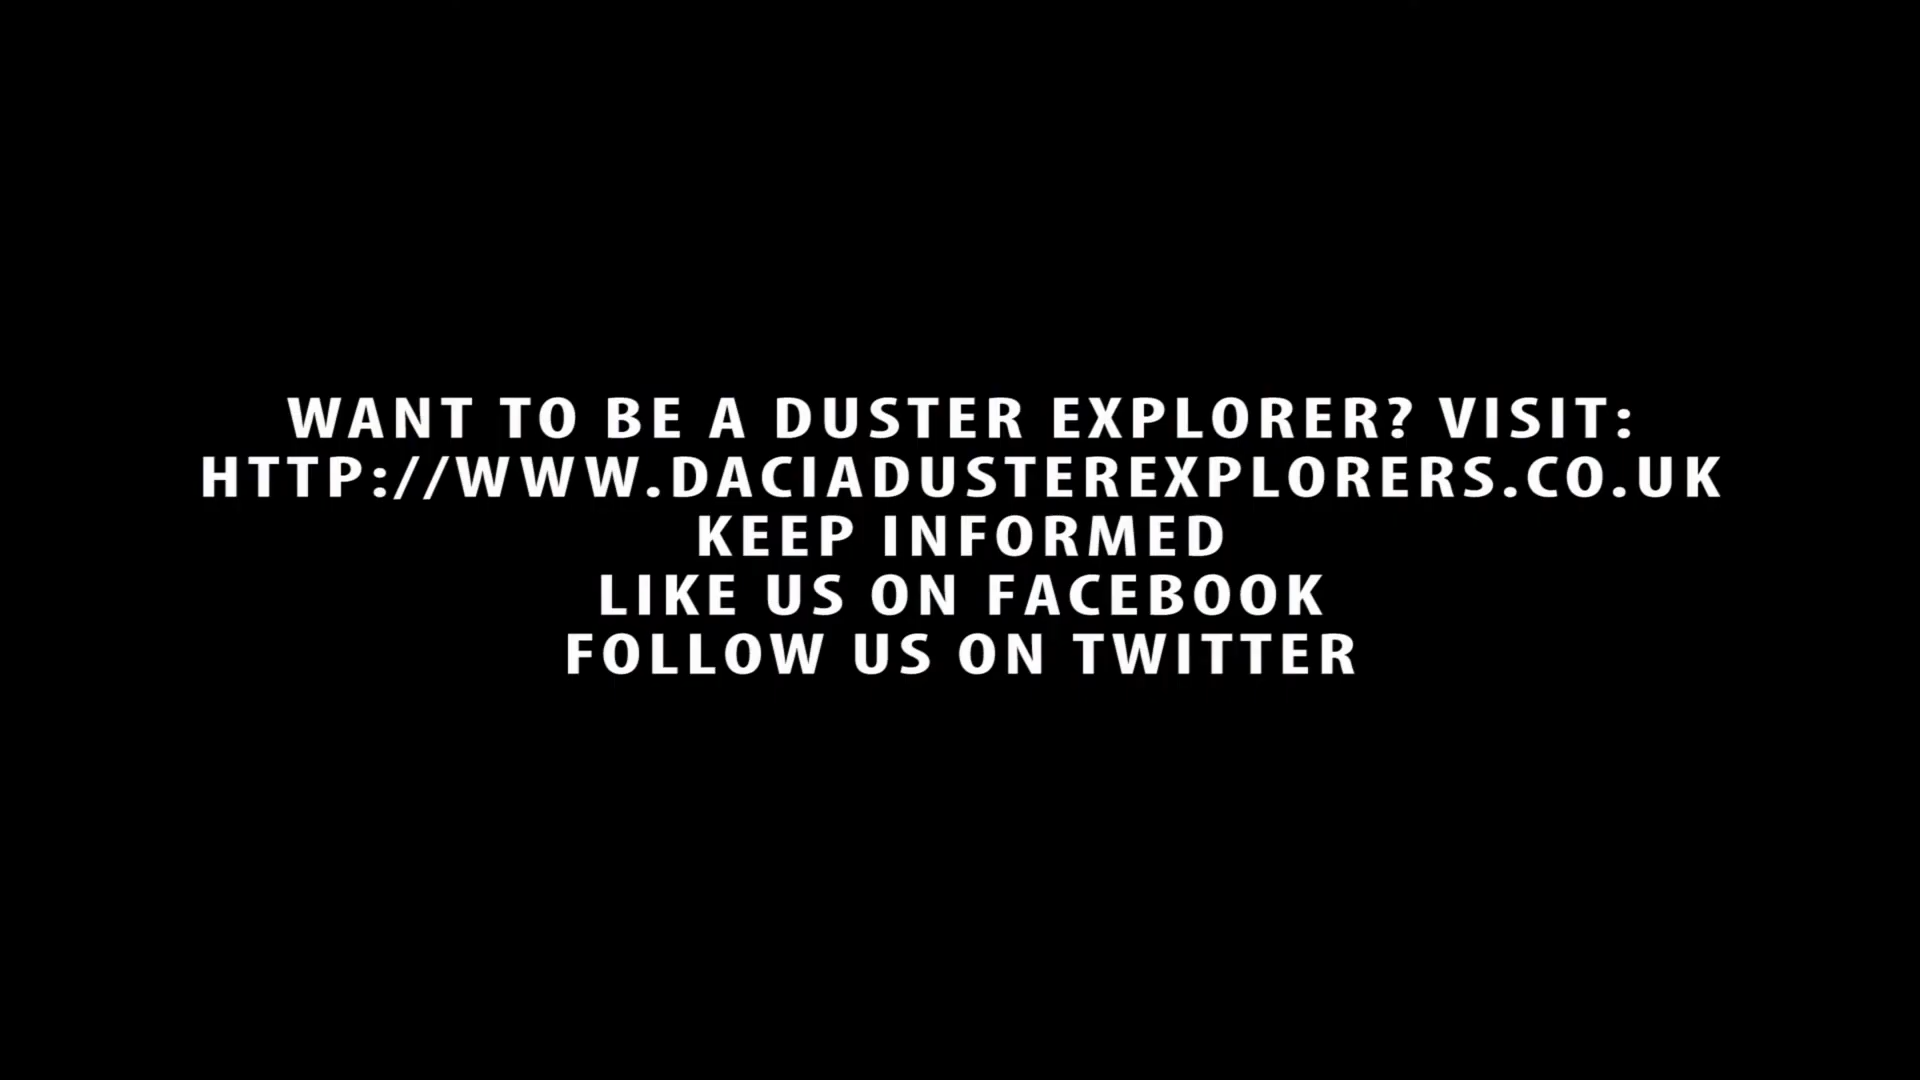 WANT TO BE A DUSTER EXPLORER? VISIT:
HTTP://WWW.DACIADUSTEREXPLORERS.CO.UK
KEEP INFORMED
LIKE US ON FACEBOOK
FOLLOW US ON TWITTER